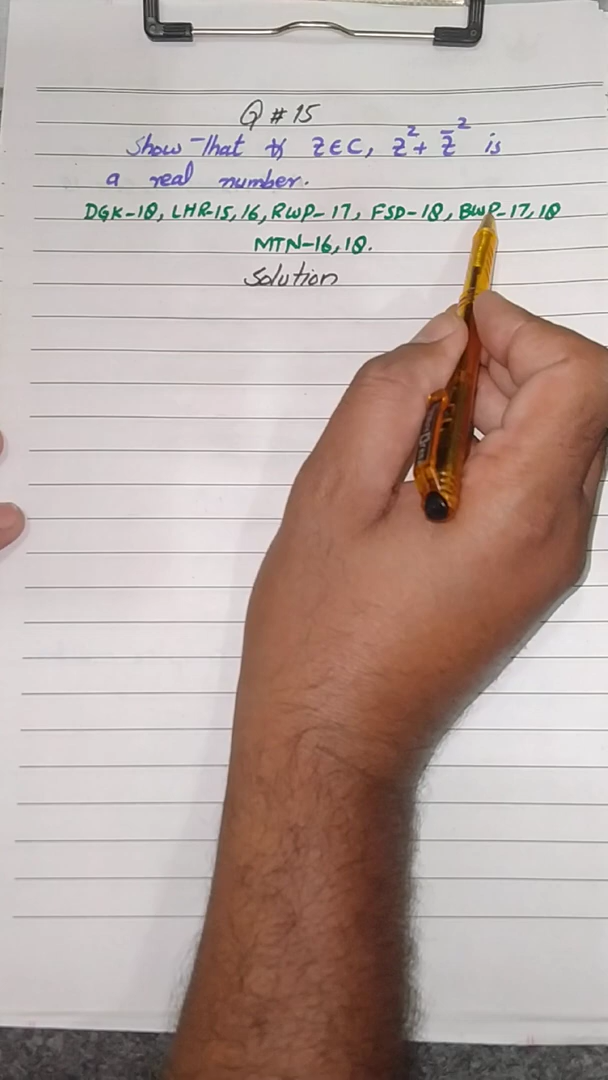 Q # 15
Show That ∀ Z ∈ C, Z² + Z̄² is
a real number.
DGK-18, LHR-15, 16, RWP-17, FSD-18, BWP-17, 18
MTN-16, 18.
Solution